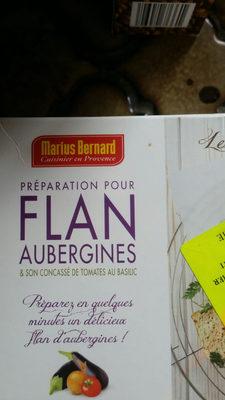 Marius Bernard
Cuisinier en Provence
PRÉPARATION POUR
FLAN
AUBERGINES
& SON CONCASSÉ DE TOMATES AU BASILIC
Préparez en quelques
minutes un délicieux
flan d'aubergines !
Le